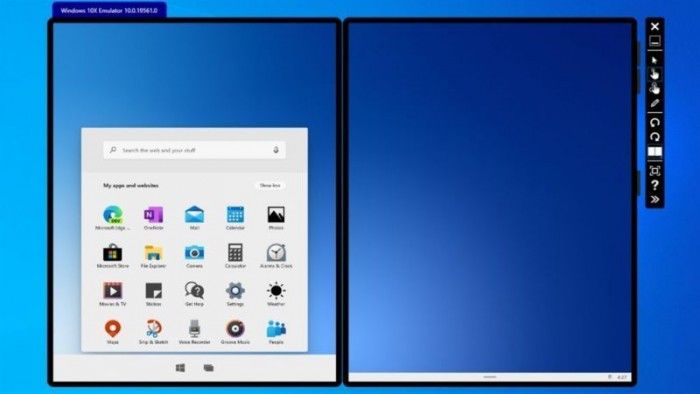 Windows 10X Emulator 10.0.19561.0
Search the web and your stuff
My apps and websites
Show less
Microsoft Edge ...
DEV
OneNote
Mail
Calendar
Photos
Microsoft Store
File Explorer
Camera
Calculator
Alarms & Clock
Movies & TV
Stickies
Get Help
Settings
Weather
Maps
Snip & Sketch
Voice Recorder
Groove Music
People
4:27